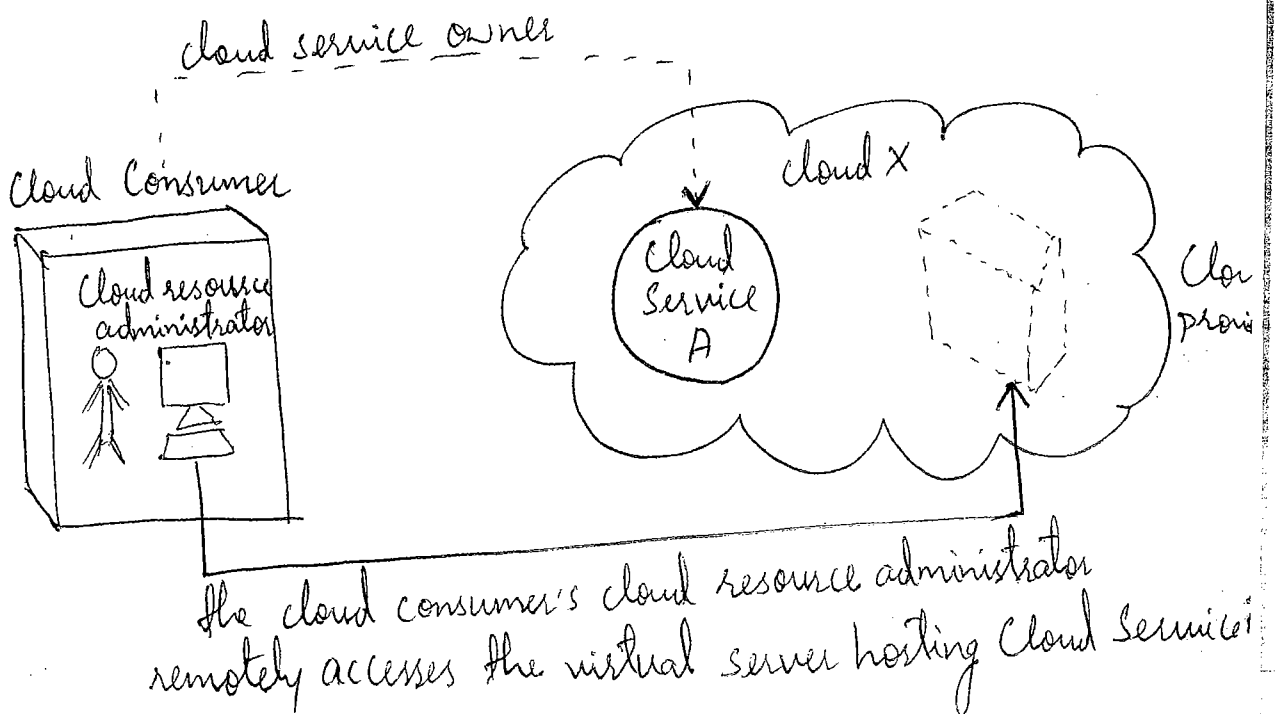 cloud service owner
Cloud Consumer
Cloud resource
administrator
cloud X
Cloud
Service
A
the cloud consumer's cloud resource administrator
remotely accesses the virtual server hosting Cloud Service